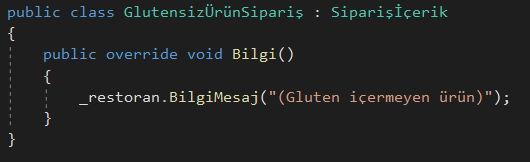 public class GlutensizÜrünSipariş : Siparişİçerik
{
public override void Bilgi()
{
_restoran.BilgiMesaj("(Gluten içermeyen ürün)");
}
}